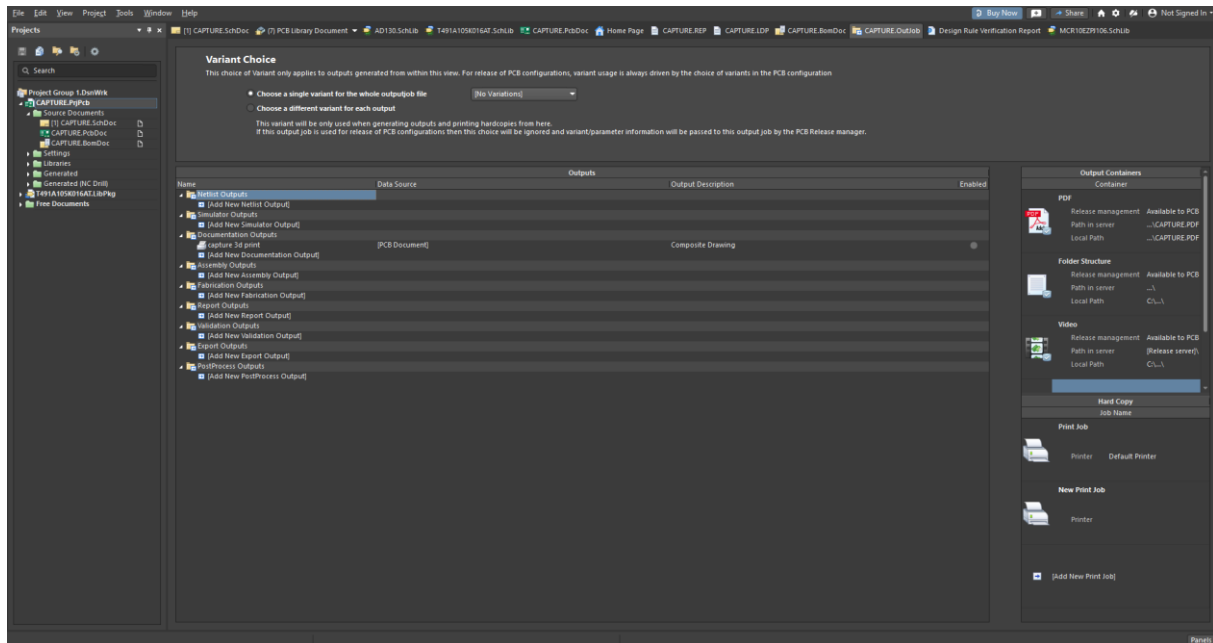 File Edit View Project Tools Window Help
Buy Now Share Not Signed In
Projects
[1] CAPTURE.SchDoc (7) PCB Library Document AD130.SchLib T491A105K016AT.SchLib CAPTURE.PcbDoc Home Page CAPTURE.REP CAPTURE.LDP CAPTURE.BomDoc CAPTURE.OutJob Design Rule Verification Report MCR10EZPJ106.SchLib
Search
Project Group 1.DsnWrk
CAPTURE.PrjPcb
Source Documents
[1] CAPTURE.SchDoc
CAPTURE.PcbDoc
CAPTURE.BomDoc
Settings
Libraries
Generated
Generated (NC Drill)
T491A105K016AT.LibPkg
Free Documents
Variant Choice
This choice of Variant only applies to outputs generated from within this view. For release of PCB configurations, variant usage is always driven by the choice of variants in the PCB configuration
Choose a single variant for the whole outputjob file [No Variations]
Choose a different variant for each output
This variant will be only used when generating outputs and printing hardcopies from here.
If this output job is used for release of PCB configurations then this choice will be ignored and variant/parameter information will be passed to this output job by the PCB Release manager.
Outputs
Name Data Source Output Description Enabled
Netlist Outputs
[Add New Netlist Output]
Simulator Outputs
[Add New Simulator Output]
Documentation Outputs
capture 3d print [PCB Document] Composite Drawing
[Add New Documentation Output]
Assembly Outputs
[Add New Assembly Output]
Fabrication Outputs
[Add New Fabrication Output]
Report Outputs
[Add New Report Output]
Validation Outputs
[Add New Validation Output]
Export Outputs
[Add New Export Output]
PostProcess Outputs
[Add New PostProcess Output]
Output Containers
Container
PDF
Release management Available to PCB
Path in server ...\CAPTURE.PDF
Local Path ...\CAPTURE.PDF
Folder Structure
Release management Available to PCB
Path in server ...\
Local Path C:\...\
Video
Release management Available to PCB
Path in server [Release server]\
Local Path C:\...\
Hard Copy
Job Name
Print Job
Printer Default Printer
New Print Job
Printer
[Add New Print Job]
Panels